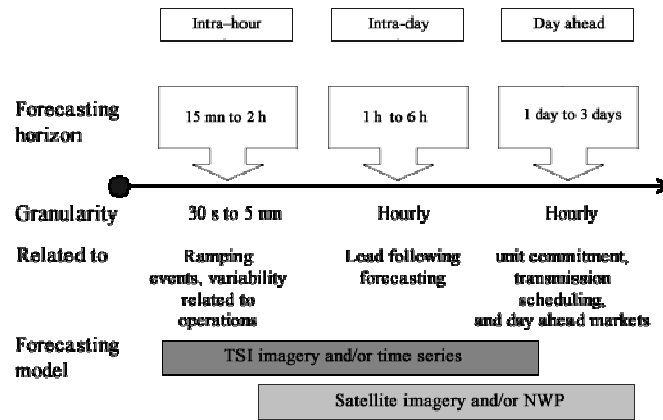 Intra-hour Intra-day Day ahead
Forecasting
horizon
15 mn to 2 h 1 h to 6 h 1 day to 3 days
Granularity 30 s to 5 mn Hourly Hourly
Related to
Ramping
events, variability
related to
operations
Load following
forecasting
unit commitment,
transmission
scheduling,
and day ahead markets
Forecasting
model
TSI imagery and/or time series
Satellite imagery and/or NWP